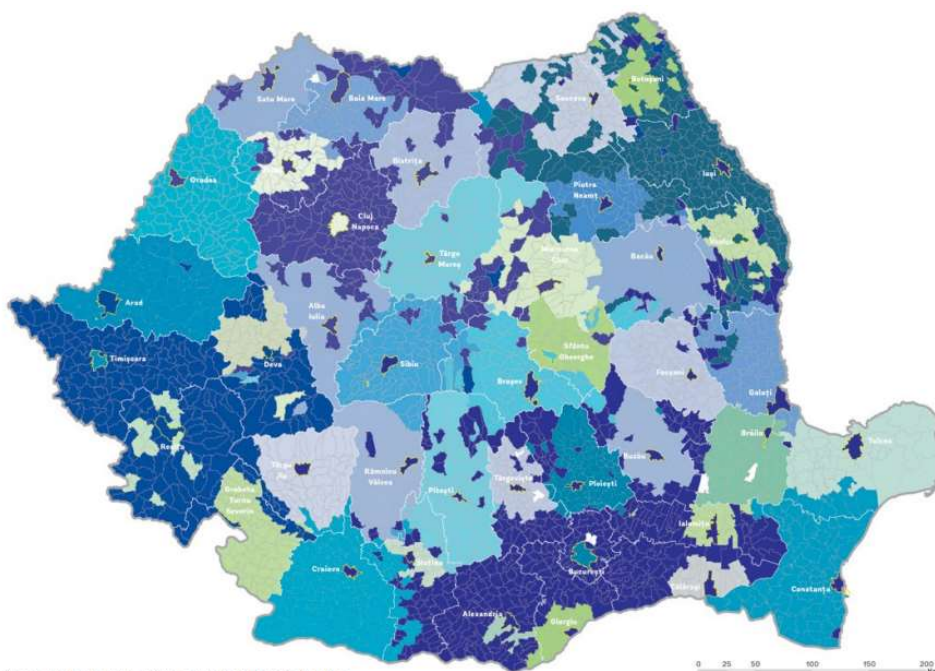 Satu Mare
Baia Mare
Botoșani
Suceava
Oradea
Bistrița
Iași
Piatra
Neamț
Cluj
Napoca
Târgu
Mureș
Miercurea
Ciuc
Bacău
Vaslui
Arad
Alba
Iulia
Timișoara
Deva
Sibiu
Sfântu
Gheorghe
Brașov
Focșani
Galați
Reșița
Târgu
Jiu
Râmnicu
Vâlcea
Pitești
Târgoviște
Ploiești
Buzău
Brăila
Tulcea
Drobeta
Turnu
Severin
Slatina
Craiova
București
Ialomița
Călărași
Constanța
Alexandria
Giurgiu
0 25 50 100 150 200